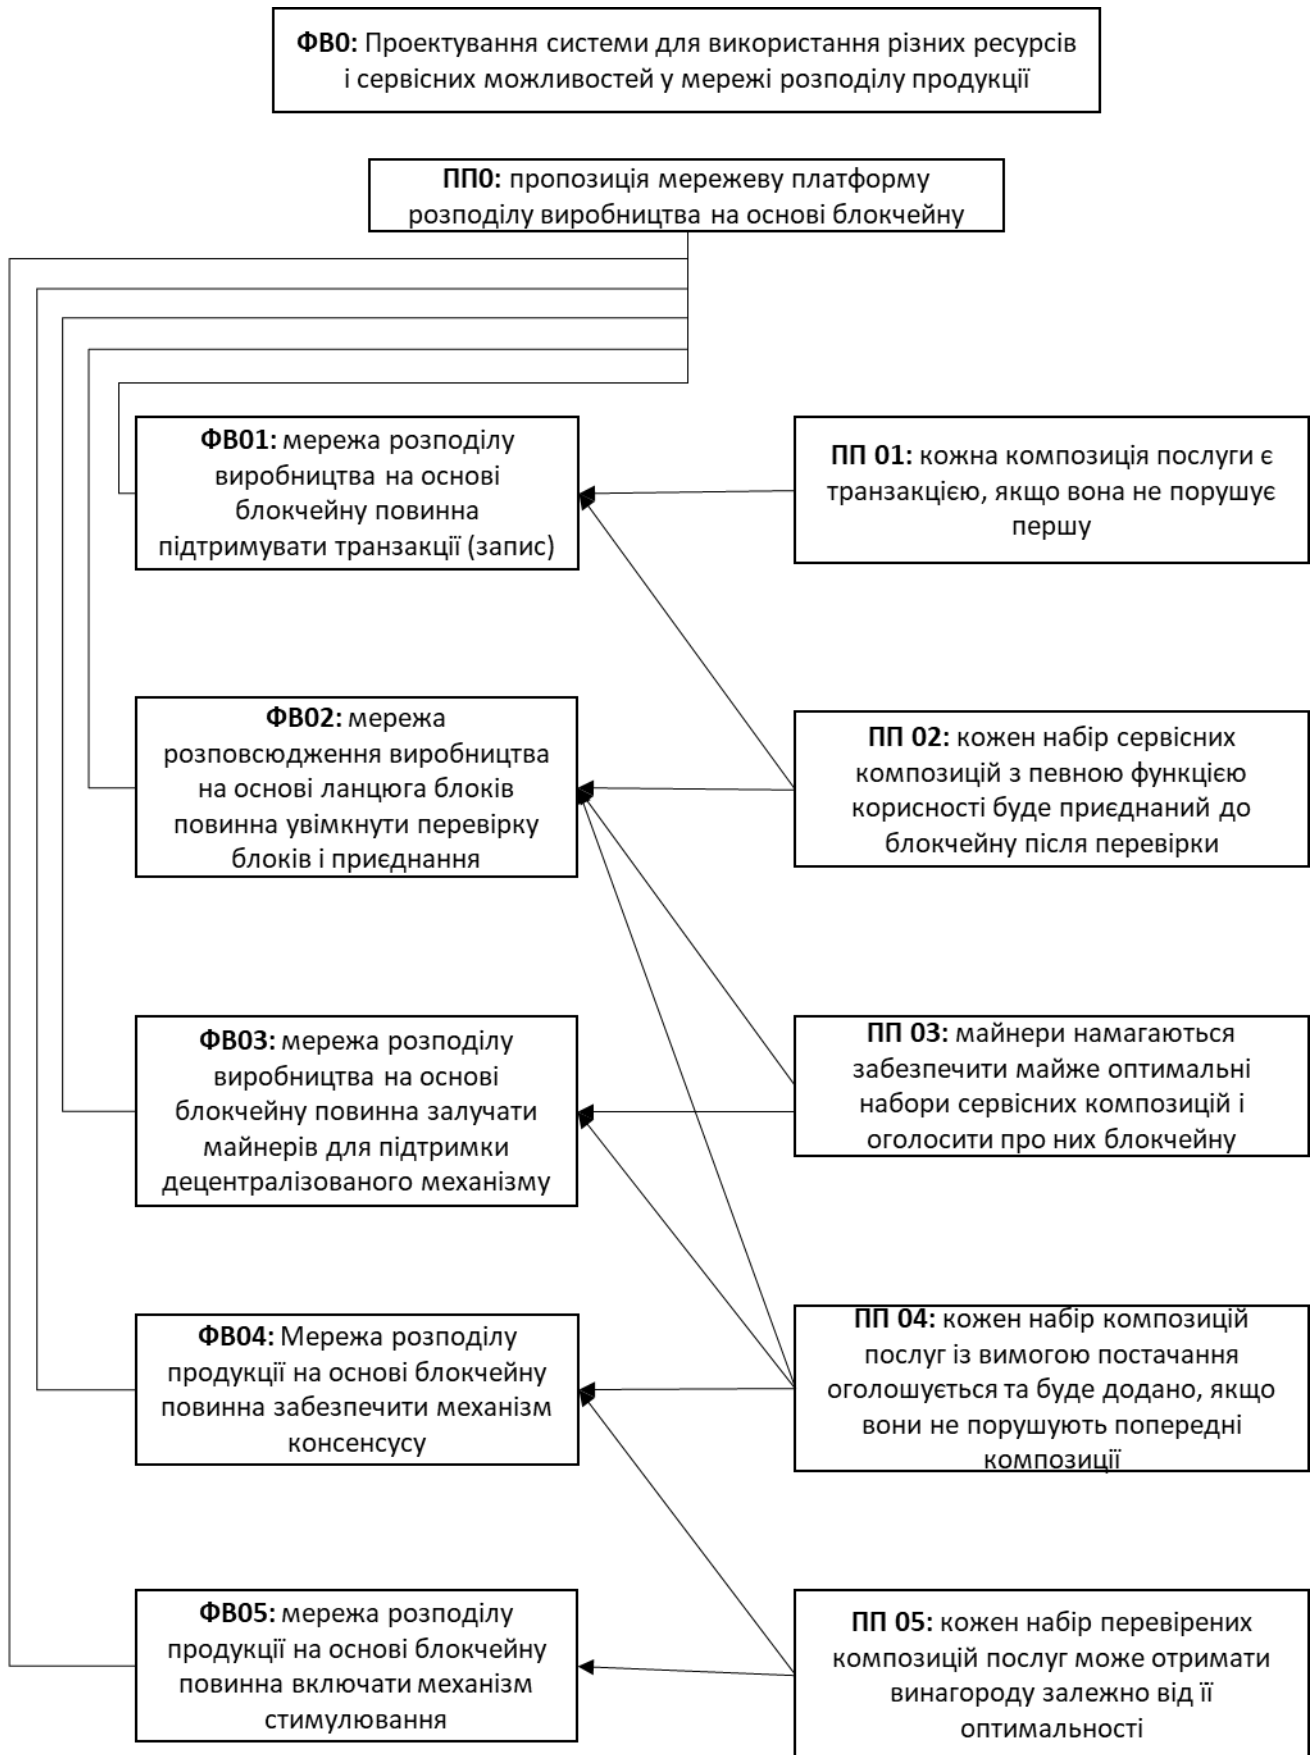 ФВ0: Проектування системи для використання різних ресурсів
і сервісних можливостей у мережі розподілу продукції
ПП0: пропозиція мережеву платформу
розподілу виробництва на основі блокчейну
ФВ01: мережа розподілу
виробництва на основі
блокчейну повинна
підтримувати транзакції (запис)
ПП 01: кожна композиція послуги є
транзакцією, якщо вона не порушує
першу
ФВ02: мережа
розповсюдження виробництва
на основі ланцюга блоків
повинна увімкнути перевірку
блоків і приєднання
ПП 02: кожен набір сервісних
композицій з певною функцією
корисності буде приєднаний до
блокчейну після перевірки
ФВ03: мережа розподілу
виробництва на основі
блокчейну повинна залучати
майнерів для підтримки
децентралізованого механізму
ПП 03: майнери намагаються
забезпечити майже оптимальні
набори сервісних композицій і
оголосити про них блокчейну
ФВ04: Мережа розподілу
продукції на основі блокчейну
повинна забезпечити механізм
консенсусу
ПП 04: кожен набір композицій
послуг із вимогою постачання
оголошується та буде додано, якщо
вони не порушують попередні
композиції
ФВ05: мережа розподілу
продукції на основі блокчейну
повинна включати механізм
стимулювання
ПП 05: кожен набір перевірених
композицій послуг може отримати
винагороду залежно від її
оптимальності